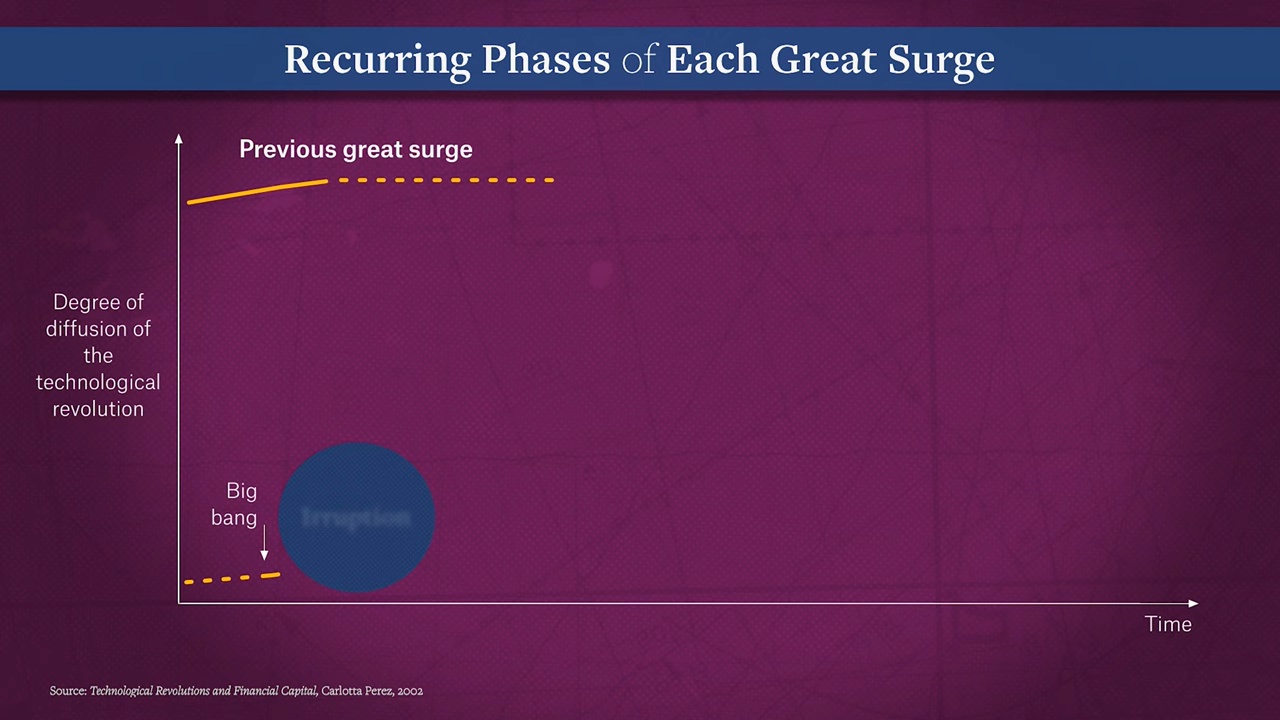 Recurring Phases of Each Great Surge
Previous great surge
Degree of
diffusion of
the
technological
revolution
Big
bang
Irruption
Time
Source: Technological Revolutions and Financial Capital, Carlotta Perez, 2002